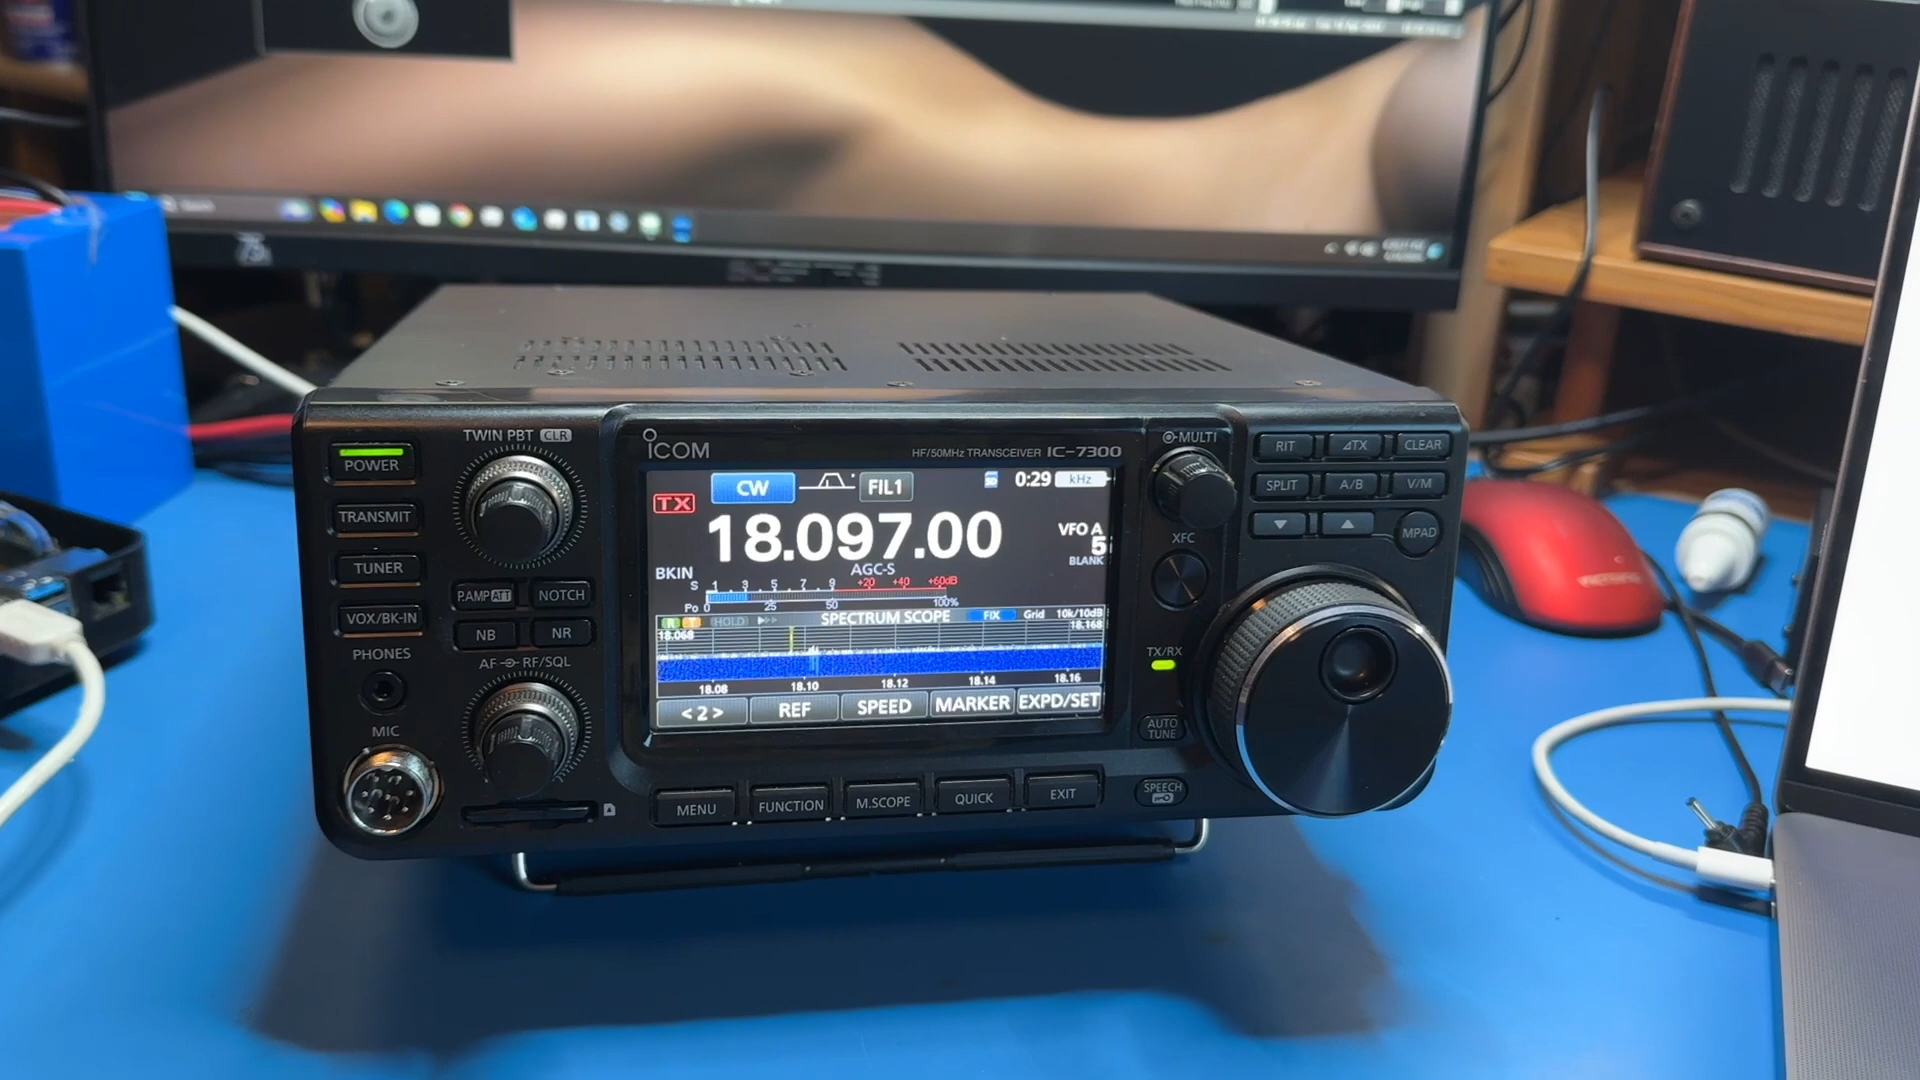 TWIN PBT CLR
POWER
TRANSMIT
TUNER
VOX/BK-IN
P.AMP ATT
NOTCH
NB
NR
PHONES
AF RF/SQL
MIC
ICOM
HF/50MHz TRANSCEIVER IC-7300
CW
FIL1
0:29
kHz
TX
18.097.00
VFO A
5
BLANK
BKIN
AGC-S
S 1 3 5 7 9 +20 +40 +60dB
Po 0 25 50 100%
R T HOLD SPECTRUM SCOPE FIX Grid 10k/10dB
18.068 18.168
18.08 18.10 18.12 18.14 18.16
<2> REF SPEED MARKER EXPD/SET
MENU FUNCTION M.SCOPE QUICK EXIT
MULTI
XFC
TX/RX
AUTO
TUNE
SPEECH
RIT ⊿TX CLEAR
SPLIT A/B V/M
MPAD